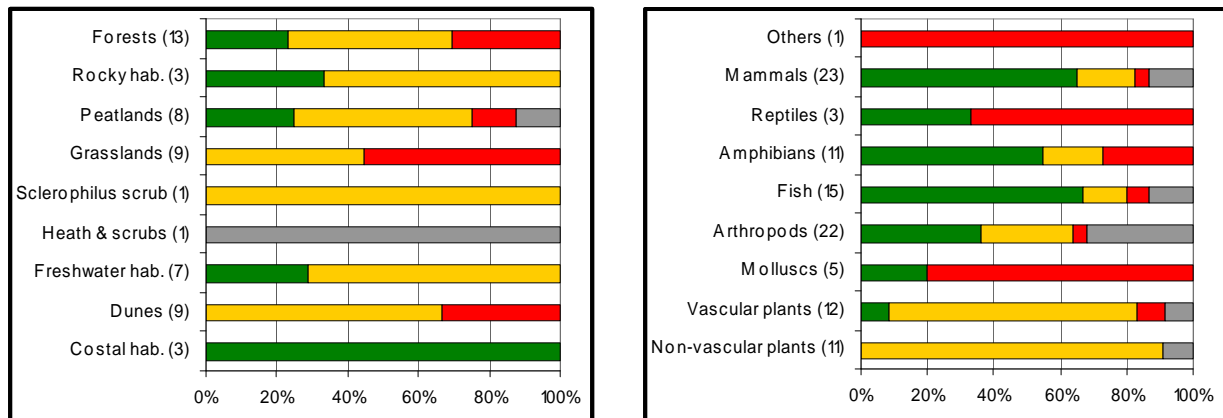 Forests (13)
Rocky hab. (3)
Peatlands (8)
Grasslands (9)
Sclerophilus scrub (1)
Heath & scrubs (1)
Freshwater hab. (7)
Dunes (9)
Costal hab. (3)
0% 20% 40% 60% 80% 100%
Others (1)
Mammals (23)
Reptiles (3)
Amphibians (11)
Fish (15)
Arthropods (22)
Molluscs (5)
Vascular plants (12)
Non-vascular plants (11)
0% 20% 40% 60% 80% 100%